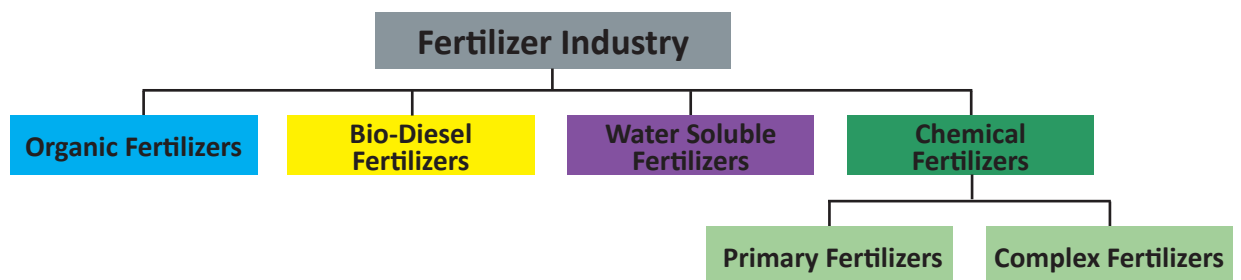 Fertilizer Industry
Organic Fertilizers
Bio-Diesel
Fertilizers
Water Soluble
Fertilizers
Chemical
Fertilizers
Primary Fertilizers
Complex Fertilizers